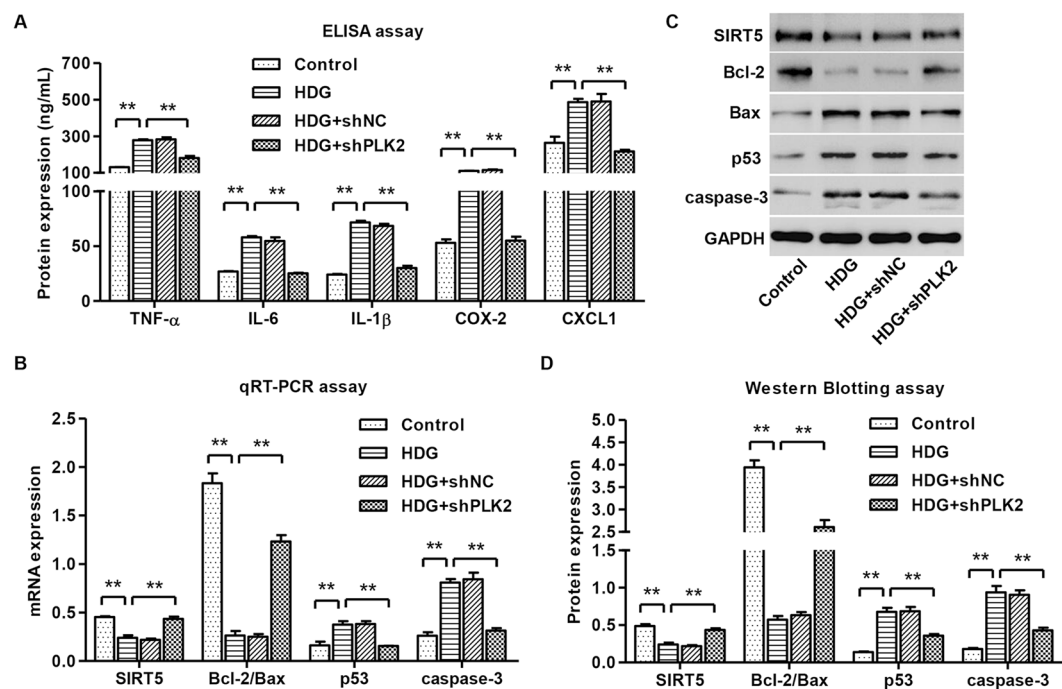 A
ELISA assay
Protein expression (ng/mL)
700
500
300
100
100
50
0
Control
HDG
HDG+shNC
HDG+shPLK2
** ** ** ** ** ** ** ** ** **
TNF-α IL-6 IL-1β COX-2 CXCL1
C
SIRT5
Bcl-2
Bax
p53
caspase-3
GAPDH
Control HDG HDG+shNC HDG+shPLK2
B
qRT-PCR assay
mRNA expression
2.5
2.0
1.5
1.0
0.5
0.0
Control
HDG
HDG+shNC
HDG+shPLK2
** ** ** ** ** ** ** **
SIRT5 Bcl-2/Bax p53 caspase-3
D
Western Blotting assay
Protein expression
5.0
4.5
4.0
3.5
3.0
2.5
1.5
1.0
0.5
0.0
Control
HDG
HDG+shNC
HDG+shPLK2
** ** ** ** ** ** ** **
SIRT5 Bcl-2/Bax p53 caspase-3